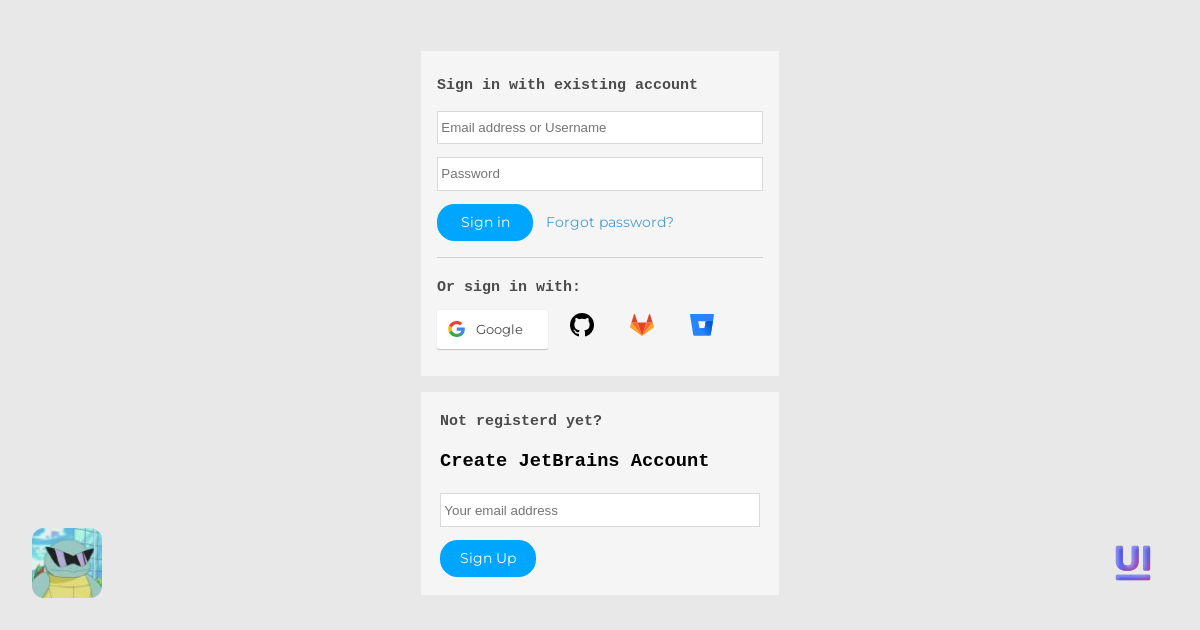 Sign in with existing account
Email address or Username
Password
Sign in Forgot password?
Or sign in with:
Google
Not registerd yet?
Create JetBrains Account
Your email address
Sign Up
UI